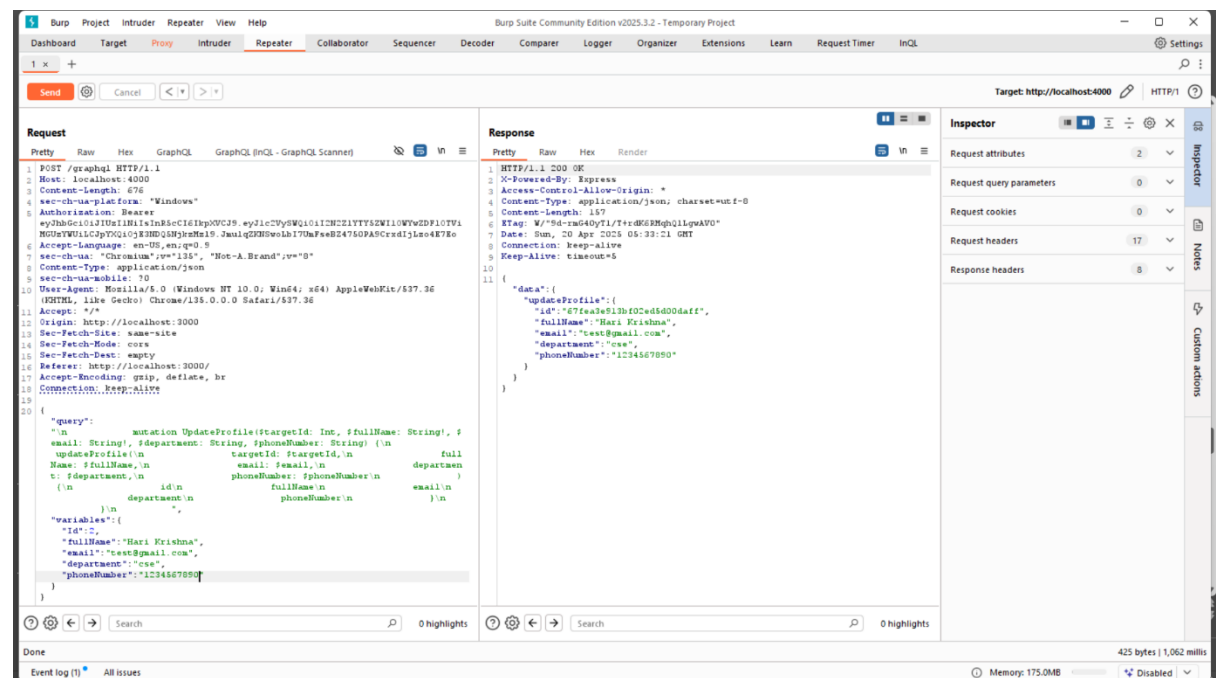 Burp Project Intruder Repeater View Help
Burp Suite Community Edition v2025.3.2 - Temporary Project
Dashboard Target Proxy Intruder Repeater Collaborator Sequencer Decoder Comparer Logger Organizer Extensions Learn Request Timer InQL
Settings
1 × +
Send Cancel < >
Target: http://localhost:4000 HTTP/1
Request
Pretty Raw Hex GraphQL GraphQL (InQL - GraphQL Scanner) \n
1 POST /graphql HTTP/1.1
2 Host: localhost:4000
3 Content-Length: 676
4 sec-ch-ua-platform: "Windows"
5 Authorization: Bearer
6 Accept-Language: en-US,en;q=0.9
7 sec-ch-ua: "Chromium";v="135", "Not-A.Brand";v="8"
8 Content-Type: application/json
9 sec-ch-ua-mobile: ?0
10 User-Agent: Mozilla/5.0 (Windows NT 10.0; Win64; x64) AppleWebKit/537.36
(KHTML, like Gecko) Chrome/135.0.0.0 Safari/537.36
11 Accept: */*
12 Origin: http://localhost:3000
13 Sec-Fetch-Site: same-site
14 Sec-Fetch-Mode: cors
15 Sec-Fetch-Dest: empty
16 Referer: http://localhost:3000/
17 Accept-Encoding: gzip, deflate, br
18 Connection: keep-alive
19
20 {
"query":
"\n mutation UpdateProfile($targetId: Int, $fullName: String!, $
email: String!, $department: String, $phoneNumber: String) {\n
updateProfile(\n targetId: $targetId,\n full
Name: $fullName,\n email: $email,\n departmen
t: $department,\n phoneNumber: $phoneNumber\n )
{\n id\n fullName\n email\n
department\n phoneNumber\n }\n
}\n ",
"variables":{
"Id":2,
"fullName":"Hari Krishna",
"email":"test@gmail.com",
"department":"cse",
"phoneNumber":"1234567890"
}
}
Search
0 highlights
Response
Pretty Raw Hex Render \n
1 HTTP/1.1 200 OK
2 X-Powered-By: Express
3 Access-Control-Allow-Origin: *
4 Content-Type: application/json; charset=utf-8
5 Content-Length: 157
6 ETag:
7 Date: Sun, 20 Apr 2025 05:33:21 GMT
8 Connection: keep-alive
9 Keep-Alive: timeout=5
10
11 {
"data":{
"updateProfile":{
"id":"67fea3e913bf02ed5d00daff",
"fullName":"Hari Krishna",
"email":"test@gmail.com",
"department":"cse",
"phoneNumber":"1234567890"
}
}
}
Search
0 highlights
Inspector
Request attributes 2
Request query parameters 0
Request cookies 0
Request headers 17
Response headers 8
Inspector
Notes
Custom actions
Done
425 bytes | 1,062 millis
Event log (1) All issues
Memory: 175.0MB
Disabled